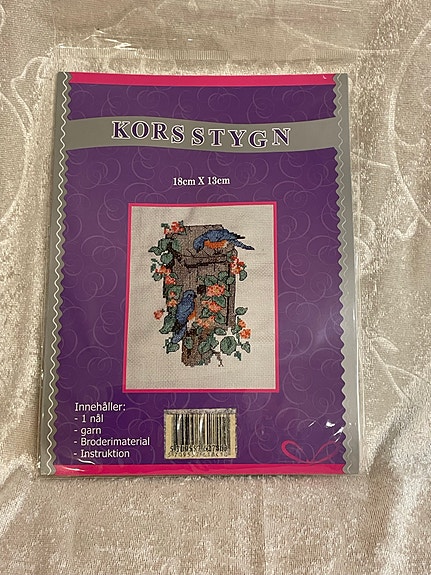 KORSSTYGN
18cm X 13cm
Innehåller:
- 1 nål
- garn
- Broderimaterial
- Instruktion